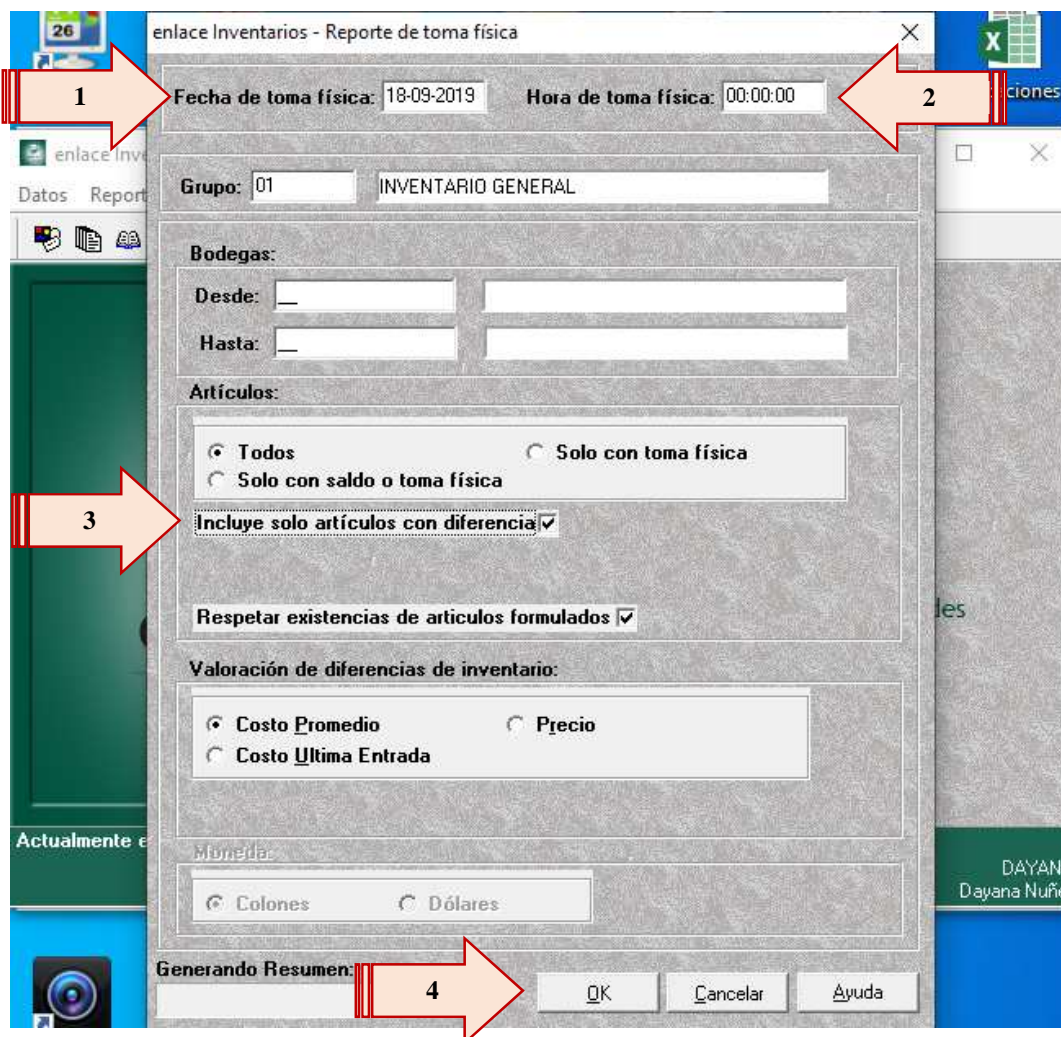 26
enlace Inventarios - Reporte de toma física
1
Fecha de toma física: 18-09-2019 Hora de toma física: 00:00:00
2
ciones
enlace Inve
Datos Report
Grupo: 01 INVENTARIO GENERAL
Bodegas:
Desde: __
Hasta: __
Artículos:
Todos Solo con toma física
Solo con saldo o toma física
3
Incluye solo artículos con diferencia
Respetar existencias de articulos formulados
des
Valoración de diferencias de inventario:
Costo Promedio Precio
Costo Ultima Entrada
Actualmente e
Moneda:
DAYAN
Colones Dólares
Dayana Nuñ
Generando Resumen:
4
OK Cancelar Ayuda